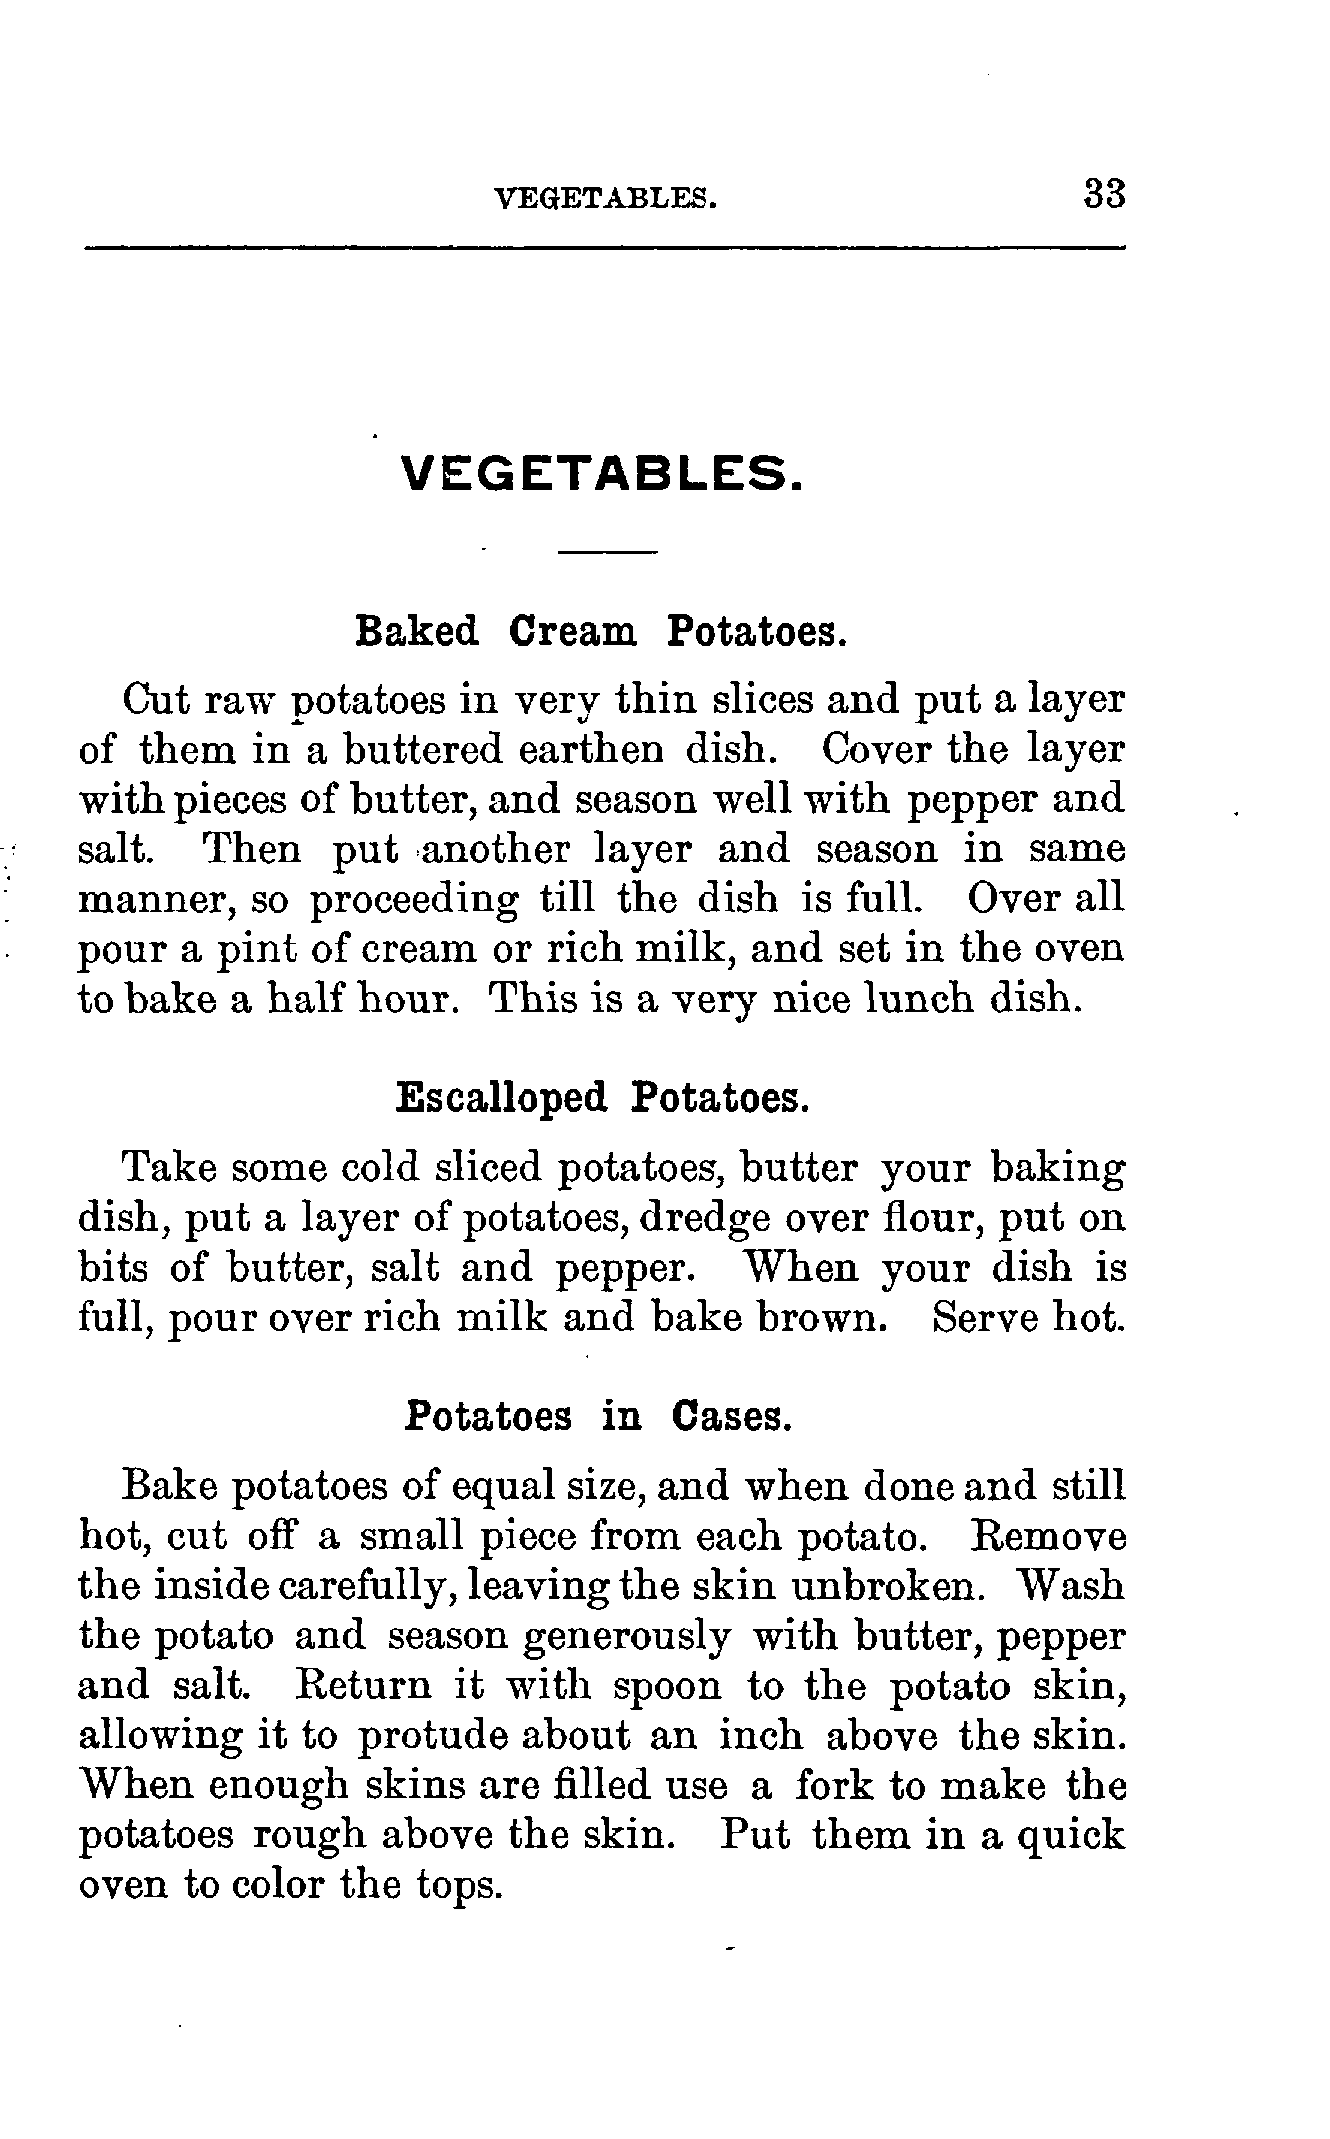 VEGETABLES. 33
VEGETABLES.
Baked Cream Potatoes.
Cut raw potatoes in very thin slices and put a layer
of them in a buttered earthen dish. Cover the layer
with pieces of butter, and season well with pepper and
salt. Then put another layer and season in same
manner, so proceeding till the dish is full. Over all
pour a pint of cream or rich milk, and set in the oven
to bake a half hour. This is a very nice lunch dish.
Escalloped Potatoes.
Take some cold sliced potatoes, butter your baking
dish, put a layer of potatoes, dredge over flour, put on
bits of butter, salt and pepper. When your dish is
full, pour over rich milk and bake brown. Serve hot.
Potatoes in Cases.
Bake potatoes of equal size, and when done and still
hot, cut off a small piece from each potato. Remove
the inside carefully, leaving the skin unbroken. Wash
the potato and season generously with butter, pepper
and salt. Return it with spoon to the potato skin,
allowing it to protude about an inch above the skin.
When enough skins are filled use a fork to make the
potatoes rough above the skin. Put them in a quick
oven to color the tops.